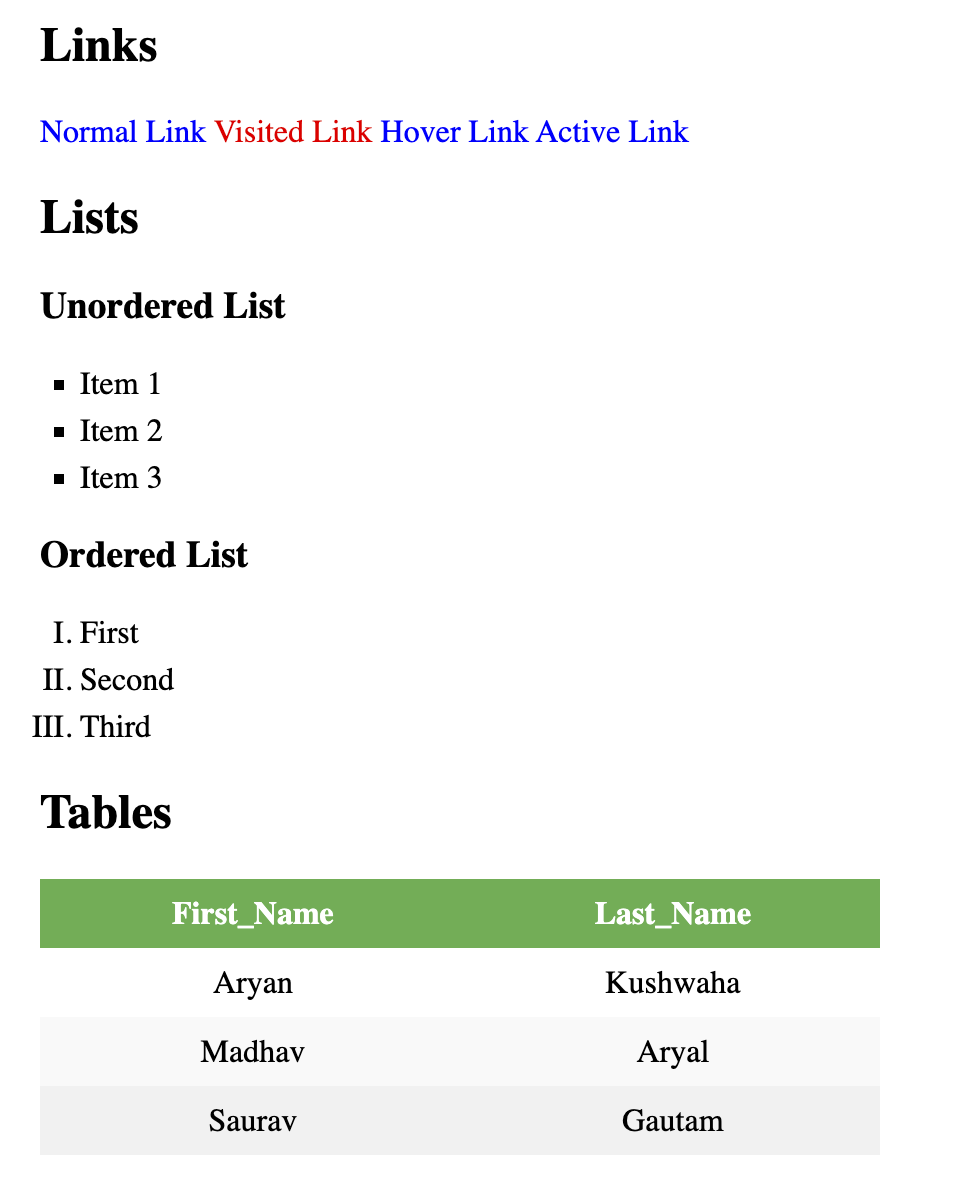 Links
Normal Link Visited Link Hover Link Active Link
Lists
Unordered List
▪ Item 1
▪ Item 2
▪ Item 3
Ordered List
I. First
II. Second
III. Third
Tables
First_Name Last_Name
Aryan Kushwaha
Madhav Aryal
Saurav Gautam